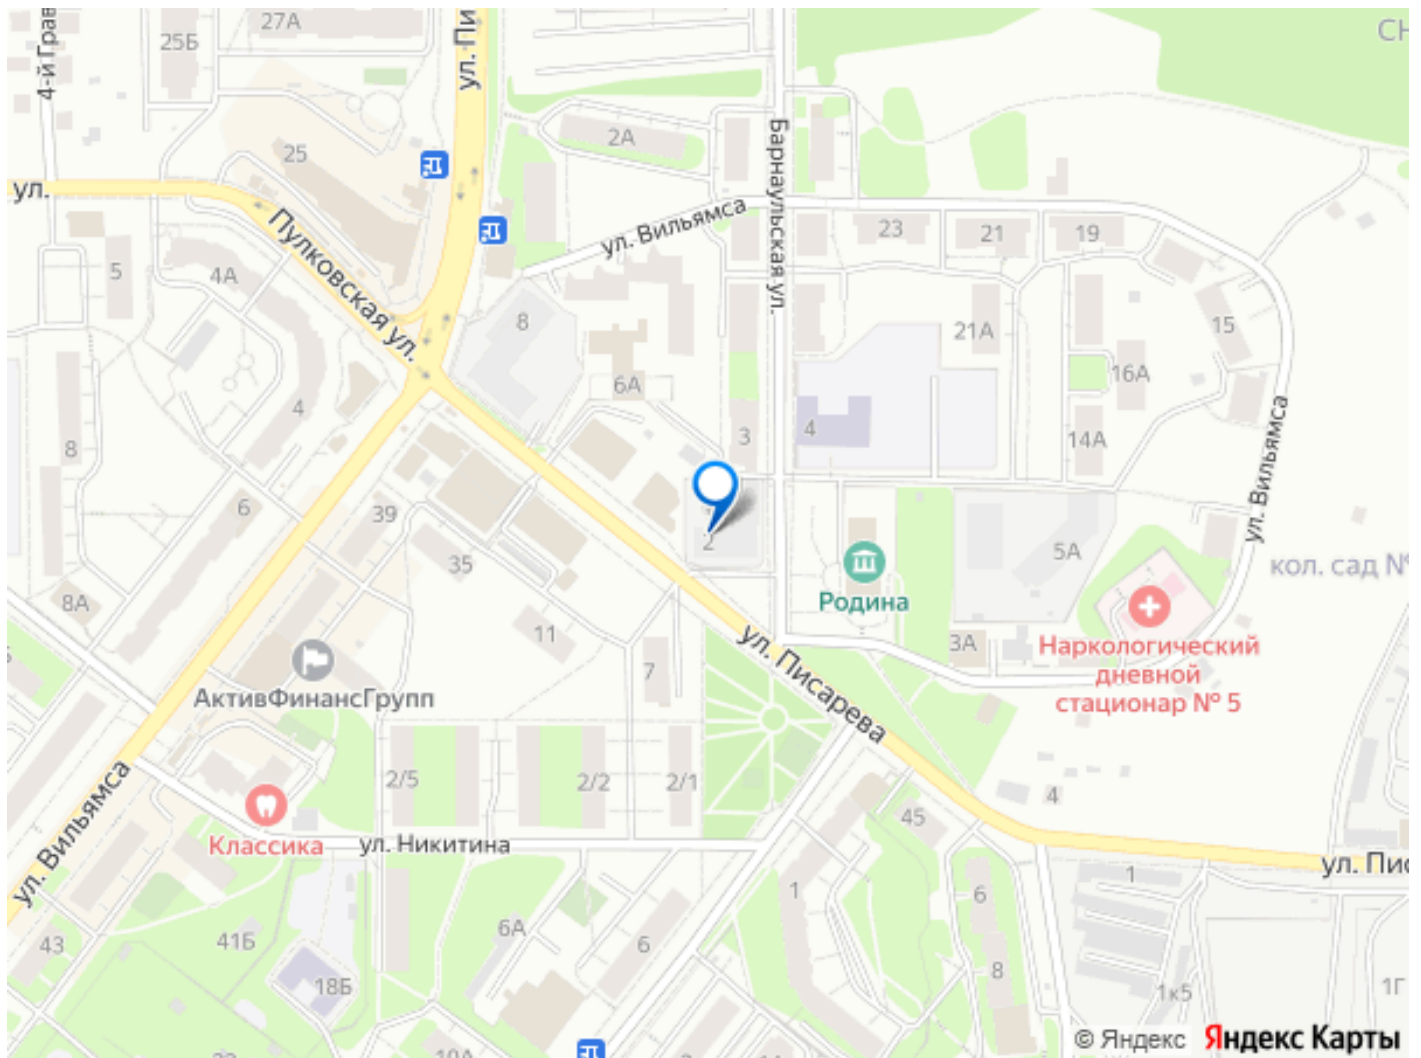 27А
25Б
4-й Грав
ул. Пи
СН
2А
25
Барнаульская ул.
ул.
Пулковская ул.
ул. Вильямса
23
21
19
5
4А
8
21А
15
6А
16А
4
3
4
8
14А
ул. Вильямса
6
39
2
5А
35
кол. сад №
8А
Родина
11
ул. Писарева
3А
Наркологический
дневной
стационар № 5
7
АктивФинансГрупп
2/5
2/2
2/1
4
ул. Вильямса
45
Классика
ул. Никитина
ул. Пис
1
1
6
6А
43
41Б
6
8
18Б
1к5
1Г
10А
© Яндекс Яндекс Карты